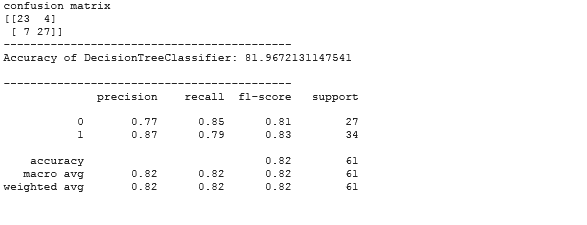 confusion matrix
[[23  4]
 [ 7 27]]
-----------------------------------------
Accuracy of DecisionTreeClassifier: 81.9672131147541

-----------------------------------------
              precision    recall  f1-score   support

           0       0.77      0.85      0.81        27
           1       0.87      0.79      0.83        34

    accuracy                           0.82        61
   macro avg       0.82      0.82      0.82        61
weighted avg       0.82      0.82      0.82        61